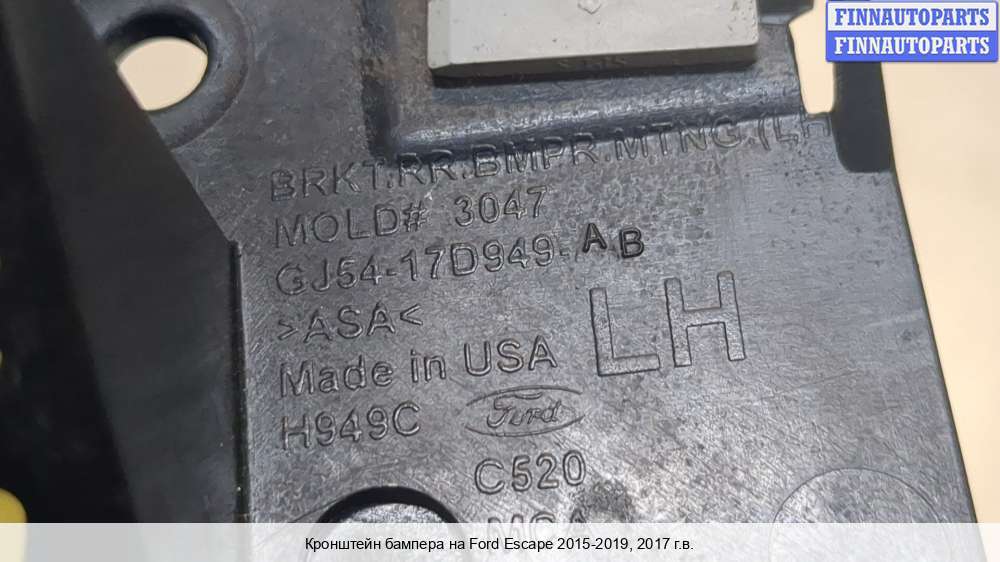 FINNAUTOPARTS
FINNAUTOPARTS
BRKT.RR.BMPR.MTNG.(LH
MOLD# 3047
GJ54-17D949-AB
>ASA<
LH
Made in USA
H949C
Ford
C520
Кронштейн бампера на Ford Escape 2015-2019, 2017 г.в.